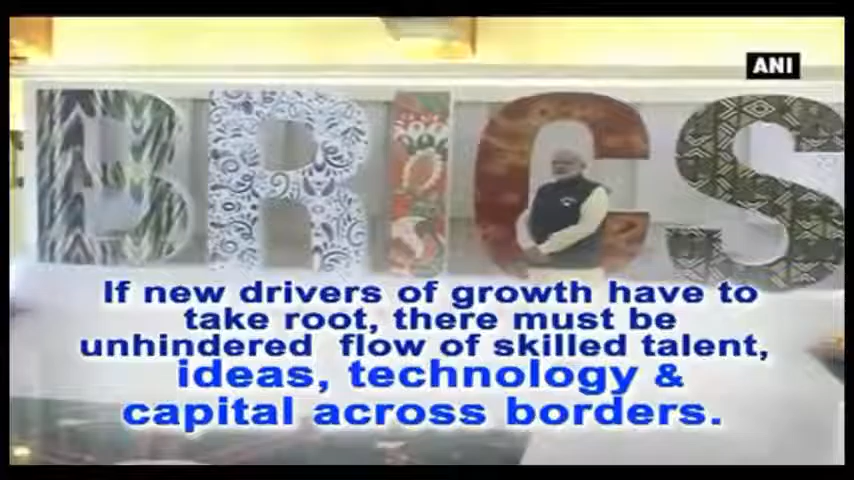 ANI
BRICS
If new drivers of growth have to
take root, there must be
unhindered flow of skilled talent,
ideas, technology &
capital across borders.